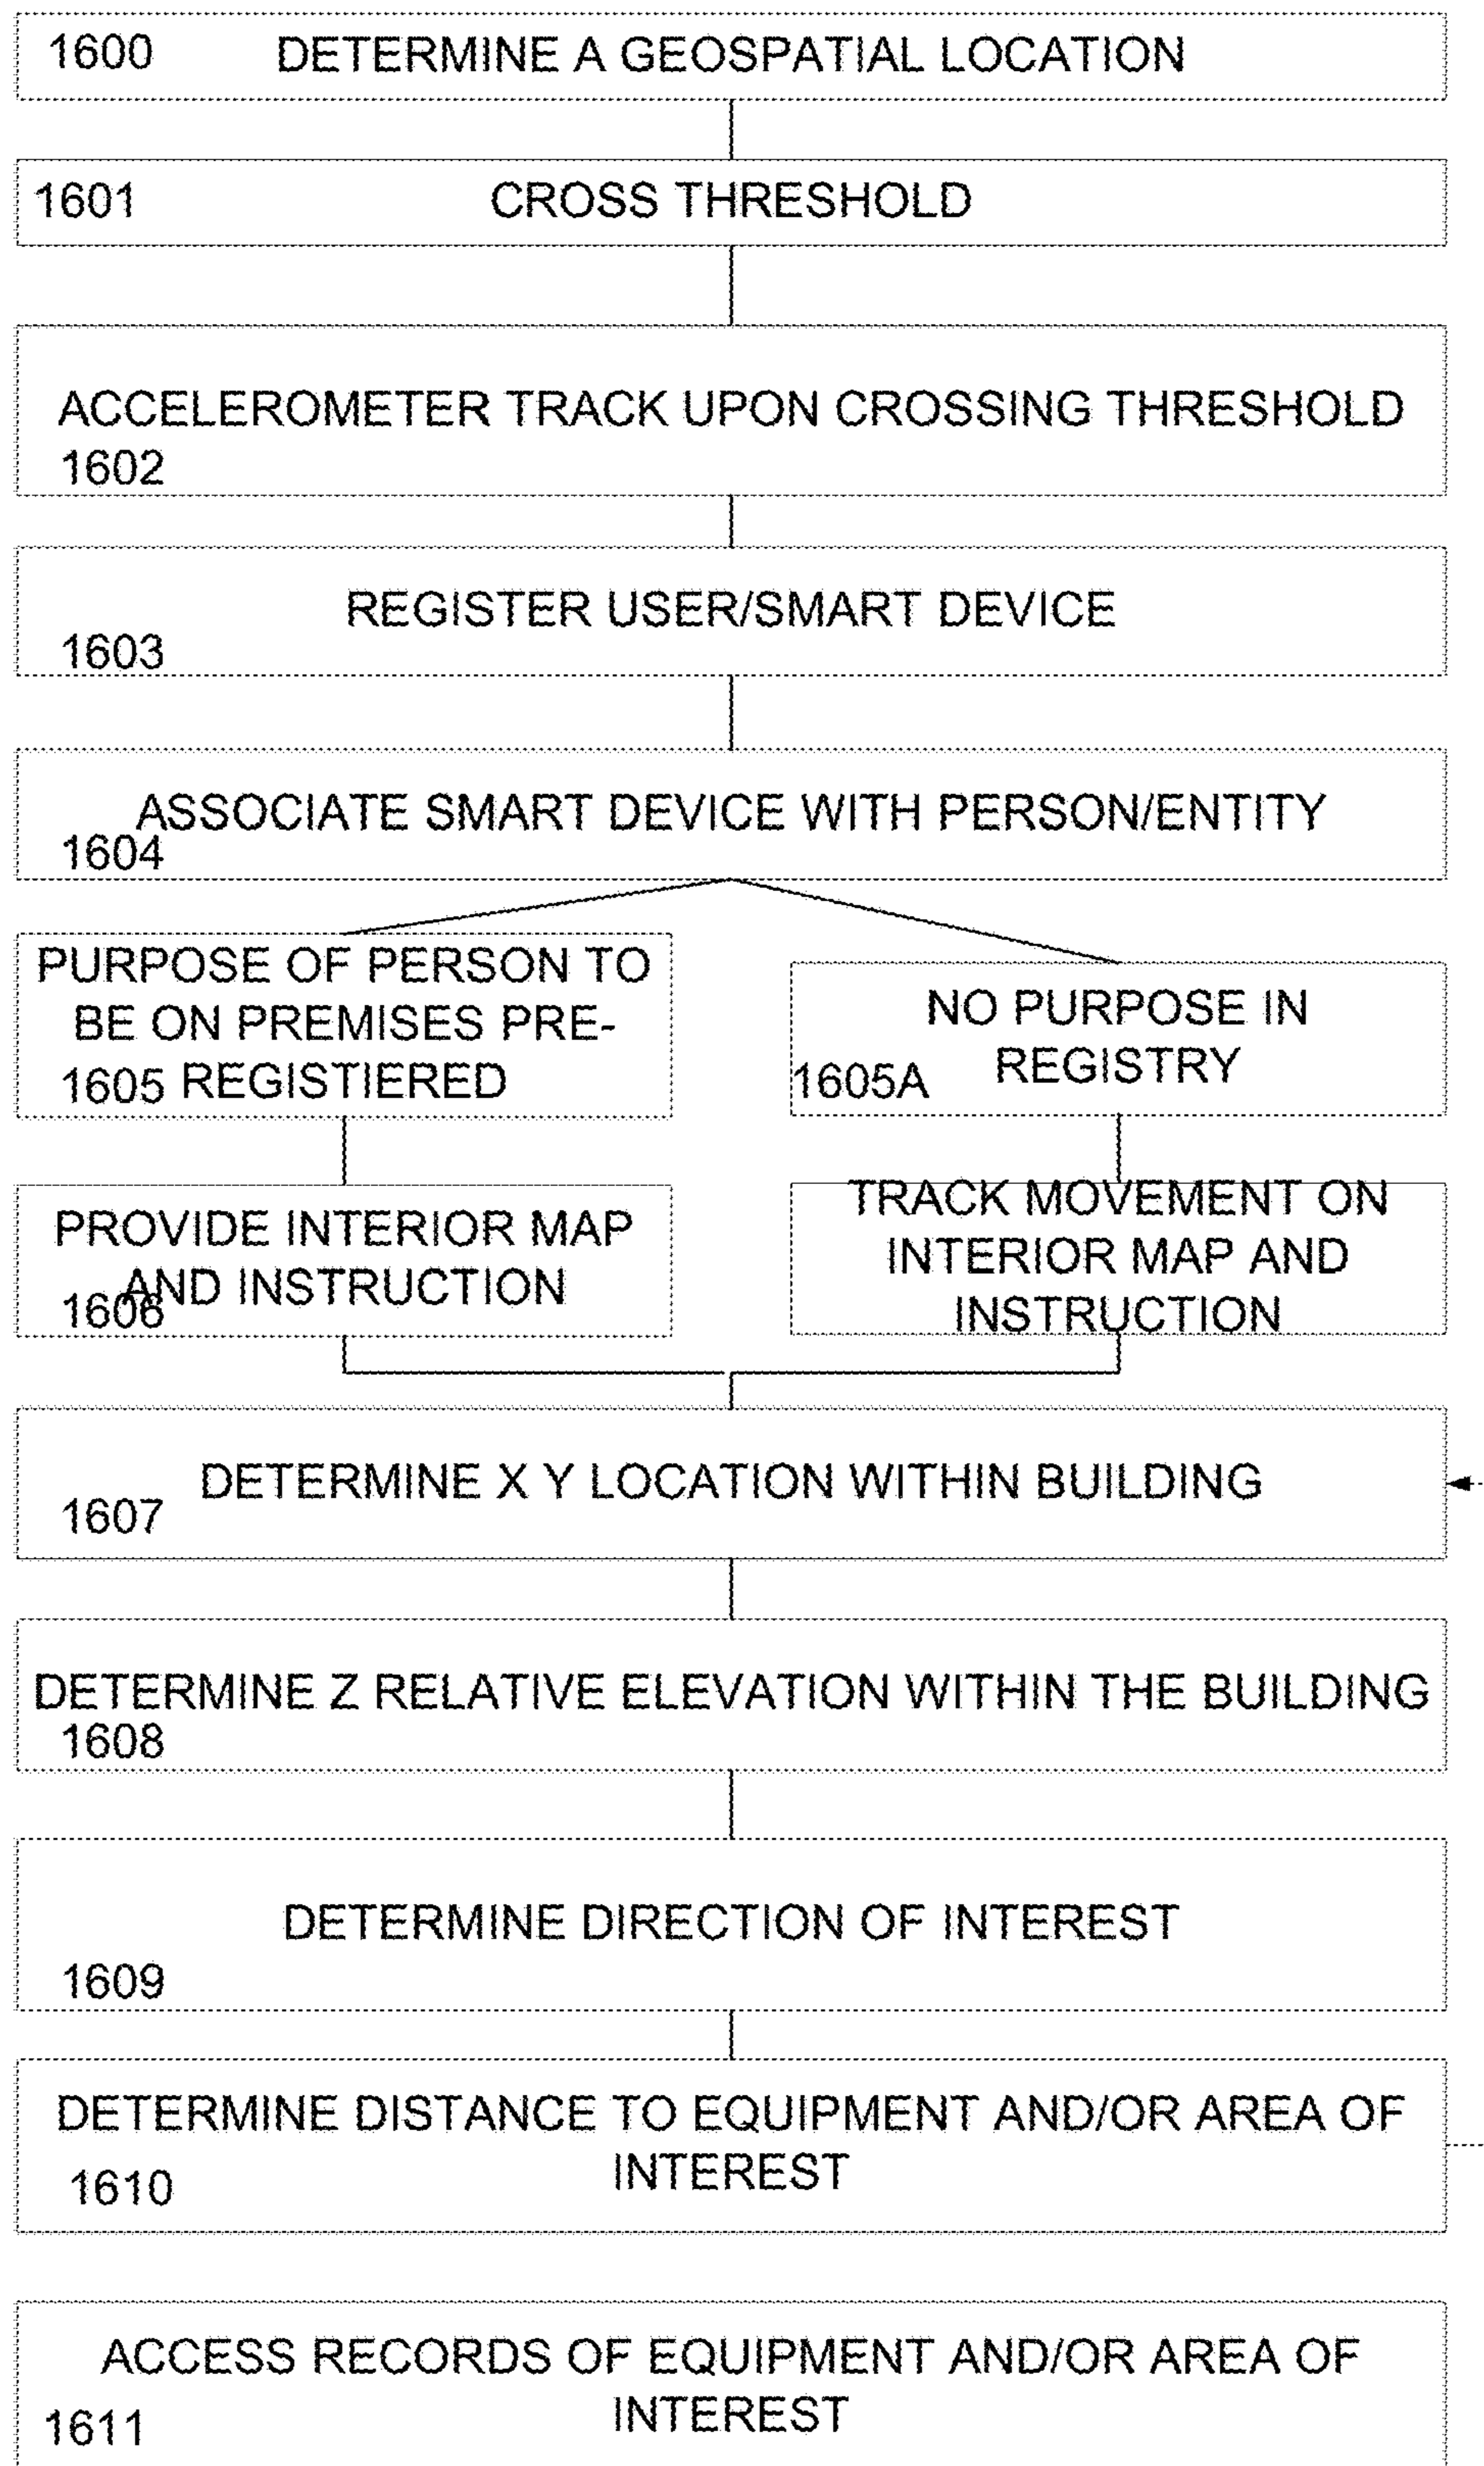 1600 DETERMINE A GEOSPATIAL LOCATION
1601 CROSS THRESHOLD
ACCELEROMETER TRACK UPON CROSSING THRESHOLD
1602
REGISTER USER/SMART DEVICE
1603
ASSOCIATE SMART DEVICE WITH PERSON/ENTITY
1604
PURPOSE OF PERSON TO
BE ON PREMISES PRE-
1605 REGISTIERED
NO PURPOSE IN
REGISTRY
1605A
PROVIDE INTERIOR MAP
AND INSTRUCTION
1606
TRACK MOVEMENT ON
INTERIOR MAP AND
INSTRUCTION
DETERMINE X Y LOCATION WITHIN BUILDING
1607
DETERMINE Z RELATIVE ELEVATION WITHIN THE BUILDING
1608
DETERMINE DIRECTION OF INTEREST
1609
DETERMINE DISTANCE TO EQUIPMENT AND/OR AREA OF
INTEREST
1610
ACCESS RECORDS OF EQUIPMENT AND/OR AREA OF
INTEREST
1611